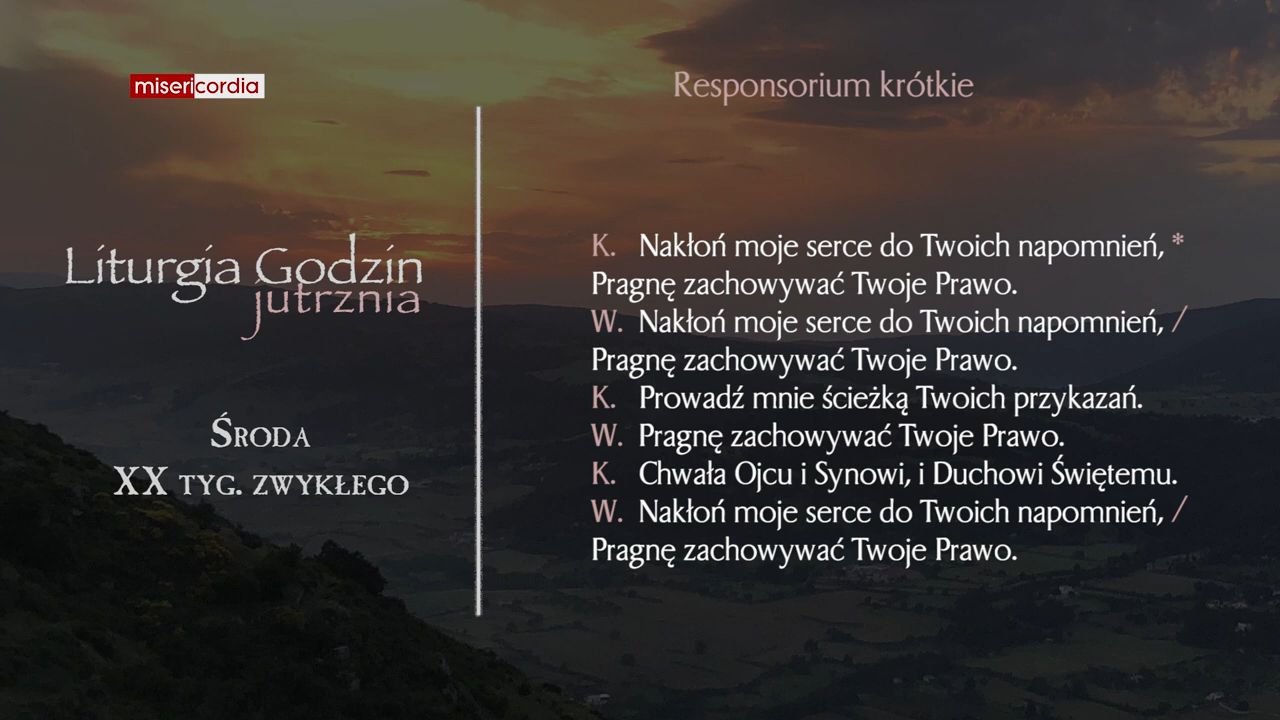 misericordia
Liturgia Godzin
jutrznia
Środa
XX tyg. zwykłego
Responsorium krótkie
K. Nakłoń moje serce do Twoich napomnień, *
Pragnę zachowywać Twoje Prawo.
W. Nakłoń moje serce do Twoich napomnień, /
Pragnę zachowywać Twoje Prawo.
K. Prowadź mnie ścieżką Twoich przykazań.
W. Pragnę zachowywać Twoje Prawo.
K. Chwała Ojcu i Synowi, i Duchowi Świętemu.
W. Nakłoń moje serce do Twoich napomnień, /
Pragnę zachowywać Twoje Prawo.